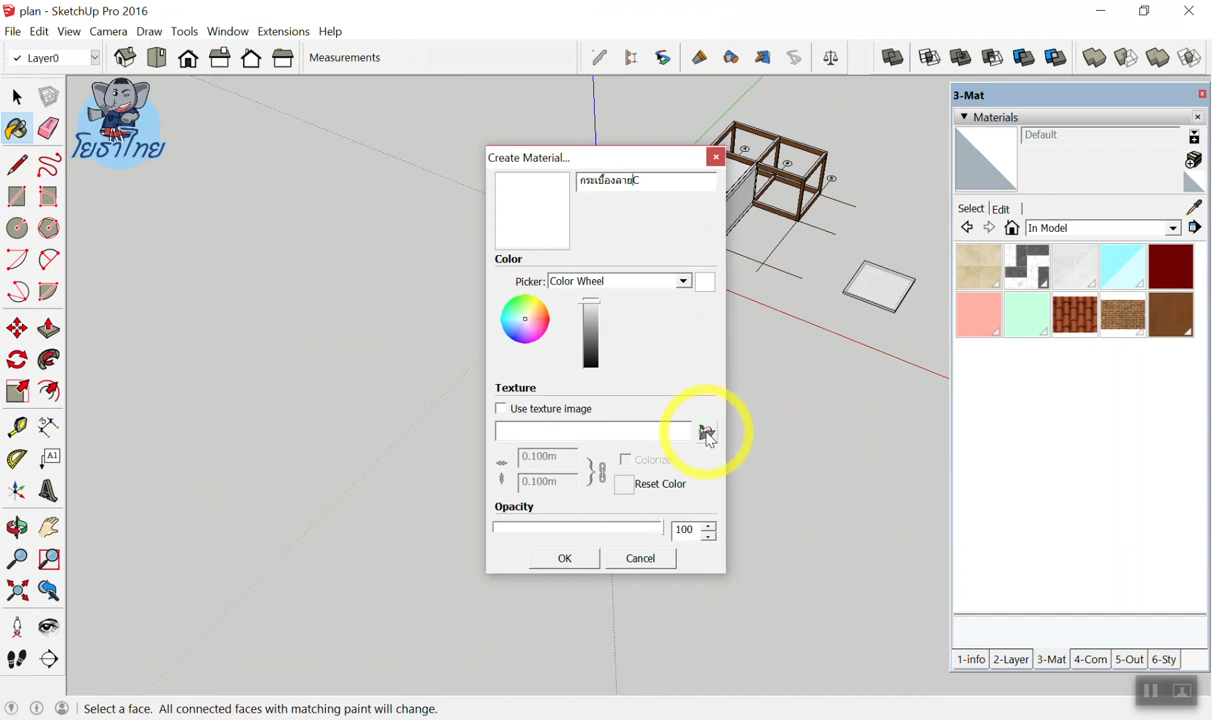 plan - SketchUp Pro 2016
File Edit View Camera Draw Tools Window Extensions Help
Layer0
Measurements
โยธาไทย
3-Mat
Materials
Default
Select Edit
In Model
Create Material...
กระเบื้องลายC
Color
Picker: Color Wheel
Texture
Use texture image
0.100m
Colorize
0.100m
Reset Color
Opacity
100
OK Cancel
A1
1-info 2-Layer 3-Mat 4-Com 5-Out 6-Sty
Select a face. All connected faces with matching paint will change.